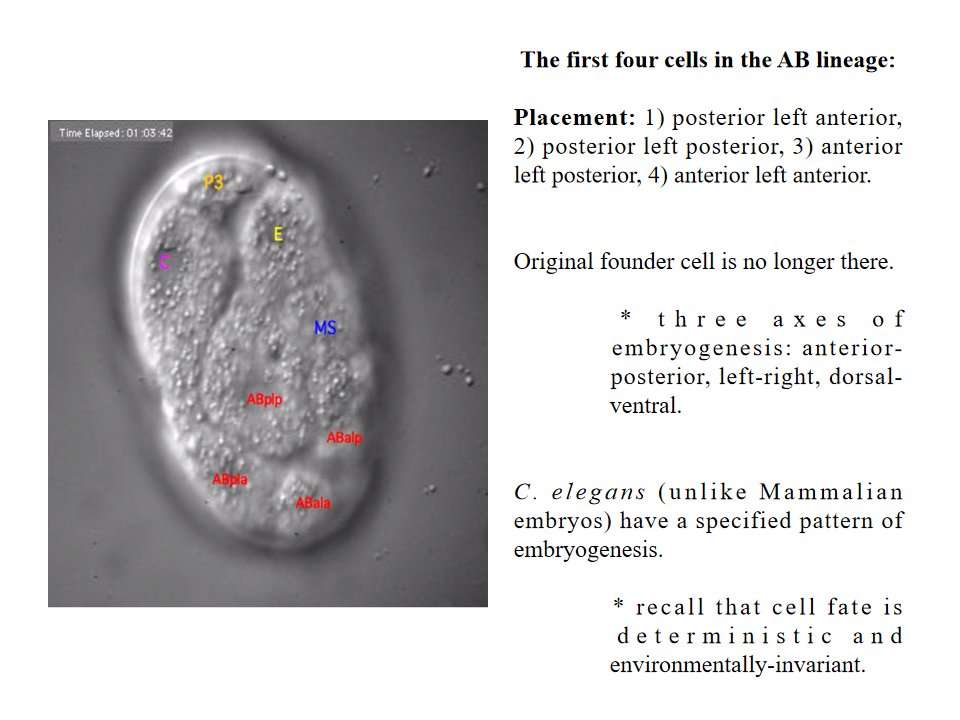 Time Elapsed: 01:03:42
P3
E
C
MS
ABplp
ABalp
ABpla
ABala
The first four cells in the AB lineage:
Placement: 1) posterior left anterior,
2) posterior left posterior, 3) anterior
left posterior, 4) anterior left anterior.
Original founder cell is no longer there.
* three axes of
embryogenesis: anterior-
posterior, left-right, dorsal-
ventral.
C. elegans (unlike Mammalian
embryos) have a specified pattern of
embryogenesis.
* recall that cell fate is
deterministic and
environmentally-invariant.